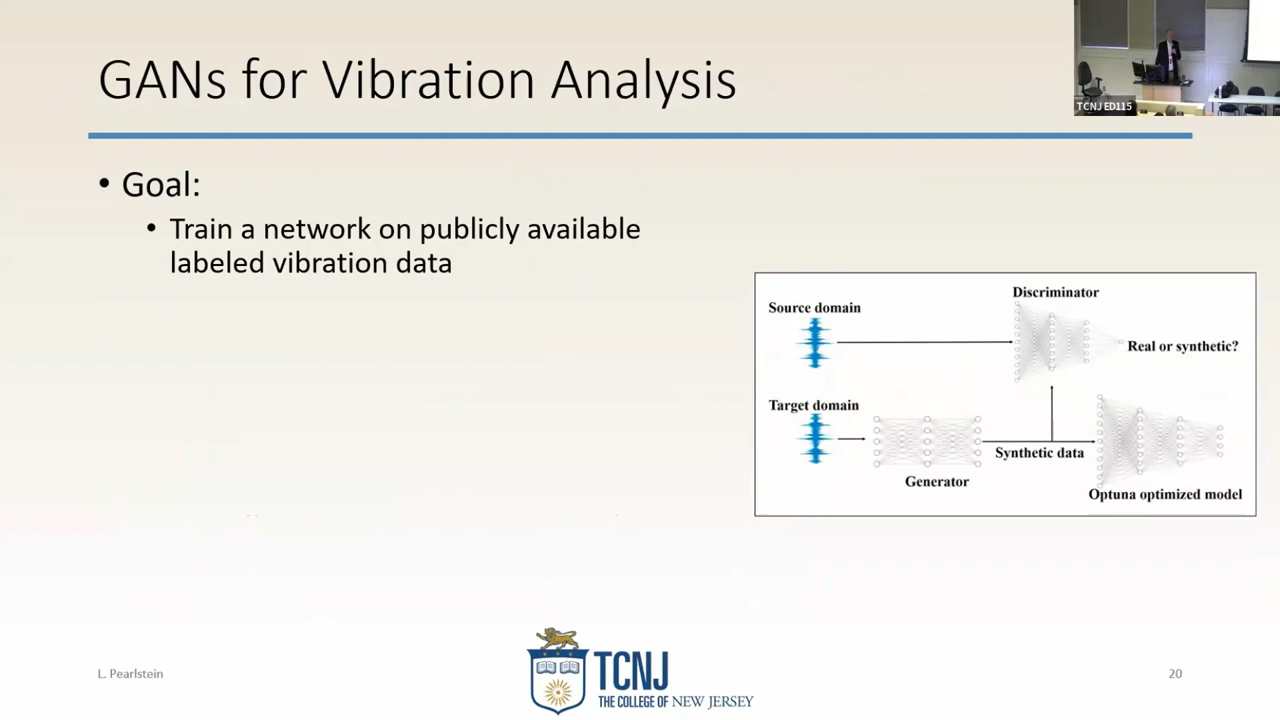 GANs for Vibration Analysis
TCNJ ED115
• Goal:
• Train a network on publicly available
labeled vibration data
Discriminator
Source domain
Real or synthetic?
Target domain
Synthetic data
Generator
Optuna optimized model
L. Pearlstein
TCNJ
THE COLLEGE OF NEW JERSEY
20